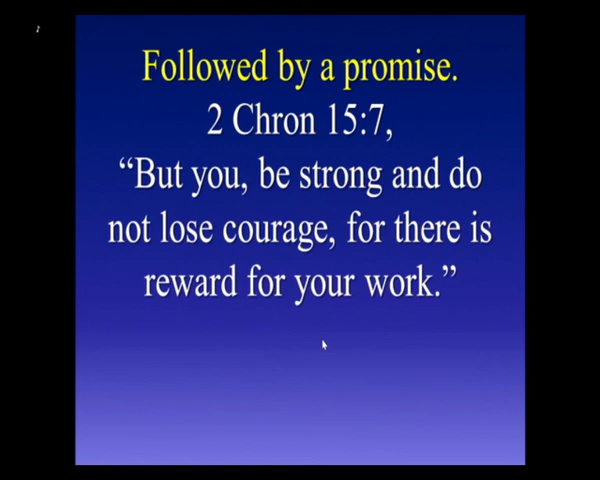 Followed by a promise.
2 Chron 15:7,
“But you, be strong and do
not lose courage, for there is
reward for your work.”